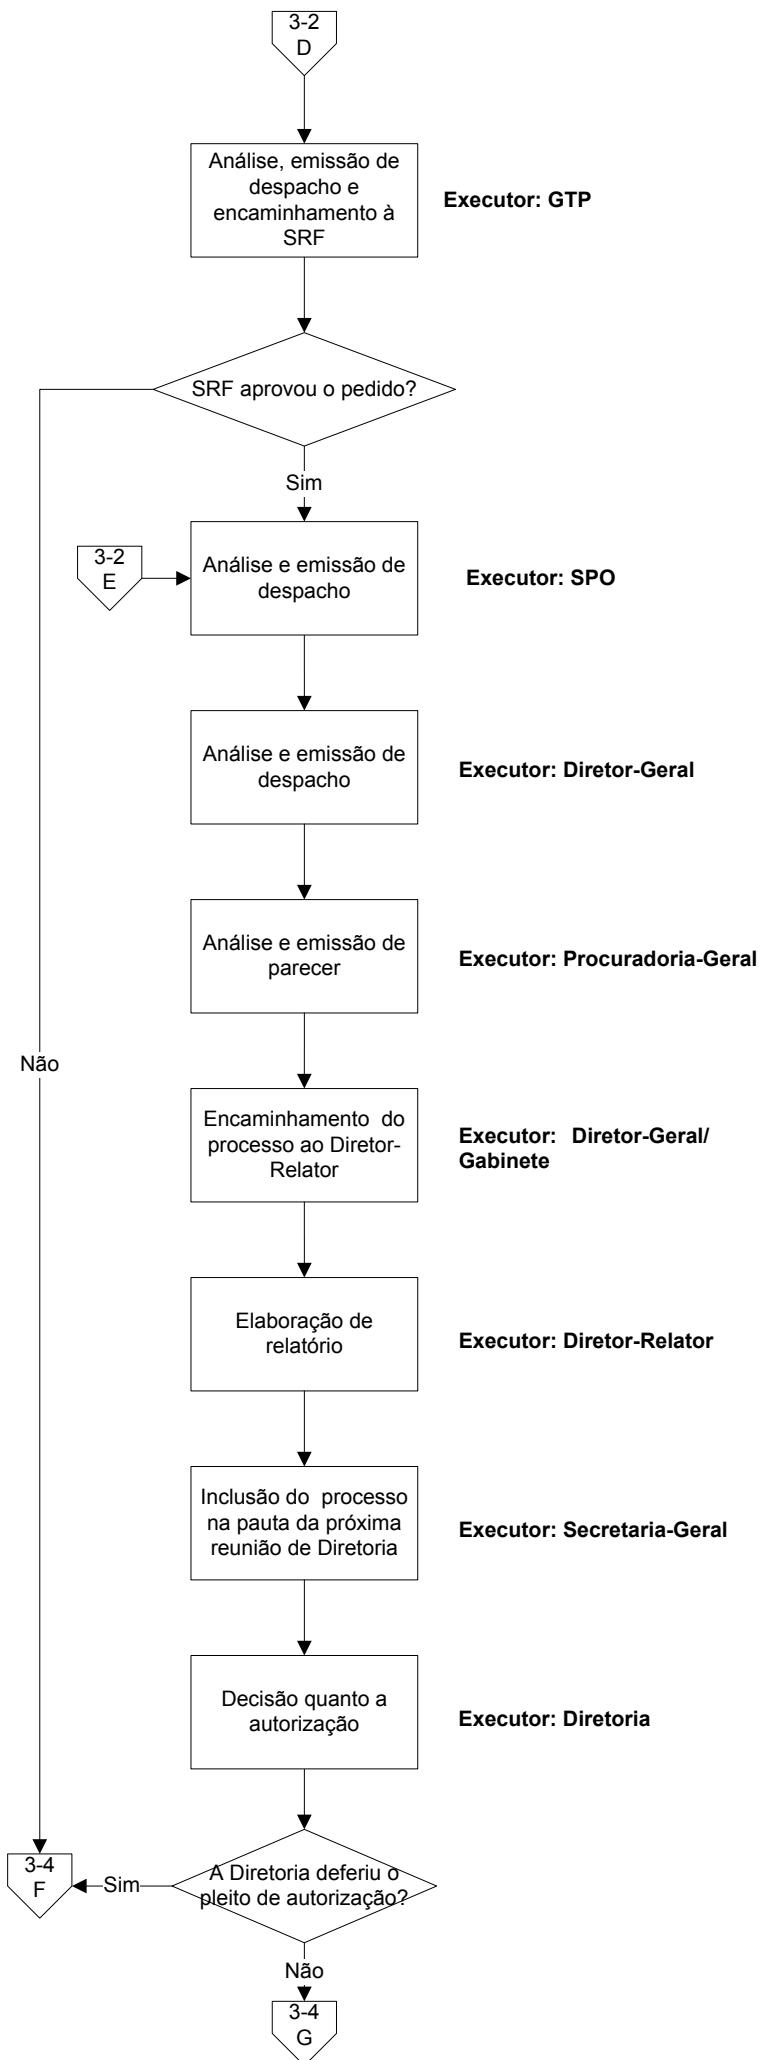 3-2
D
Análise, emissão de
despacho e
encaminhamento à
SRF
Executor: GTP
SRF aprovou o pedido?
Sim
3-2
E
Análise e emissão de
despacho
Executor: SPO
Análise e emissão de
despacho
Executor: Diretor-Geral
Análise e emissão de
parecer
Executor: Procuradoria-Geral
Não
Encaminhamento do
processo ao Diretor-
Relator
Executor: Diretor-Geral/
Gabinete
Elaboração de
relatório
Executor: Diretor-Relator
Inclusão do processo
na pauta da próxima
reunião de Diretoria
Executor: Secretaria-Geral
Decisão quanto a
autorização
Executor: Diretoria
A Diretoria deferiu o
pleito de autorização?
Sim
3-4
F
Não
3-4
G